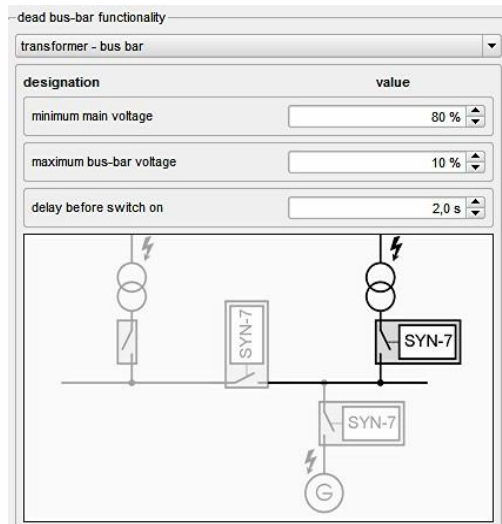 dead bus-bar functionality
transformer - bus bar
designation value
minimum main voltage 80 %
maximum bus-bar voltage 10 %
delay before switch on 2,0 s
SYN-7
SYN-7
SYN-7
G